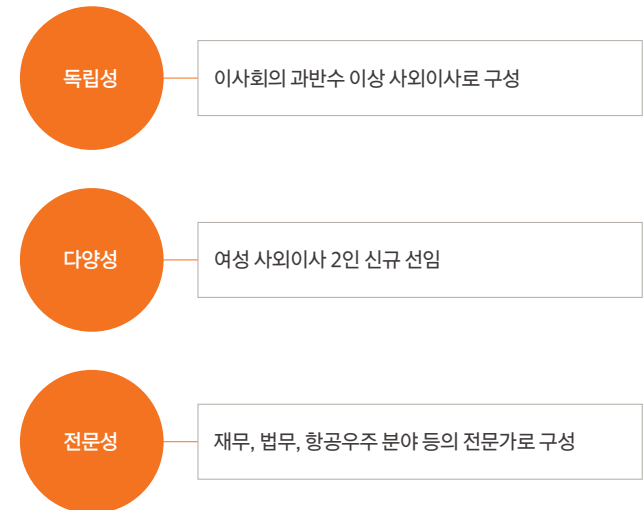 독립성
이사회의 과반수 이상 사외이사로 구성
다양성
여성 사외이사 2인 신규 선임
전문성
재무, 법무, 항공우주 분야 등의 전문가로 구성